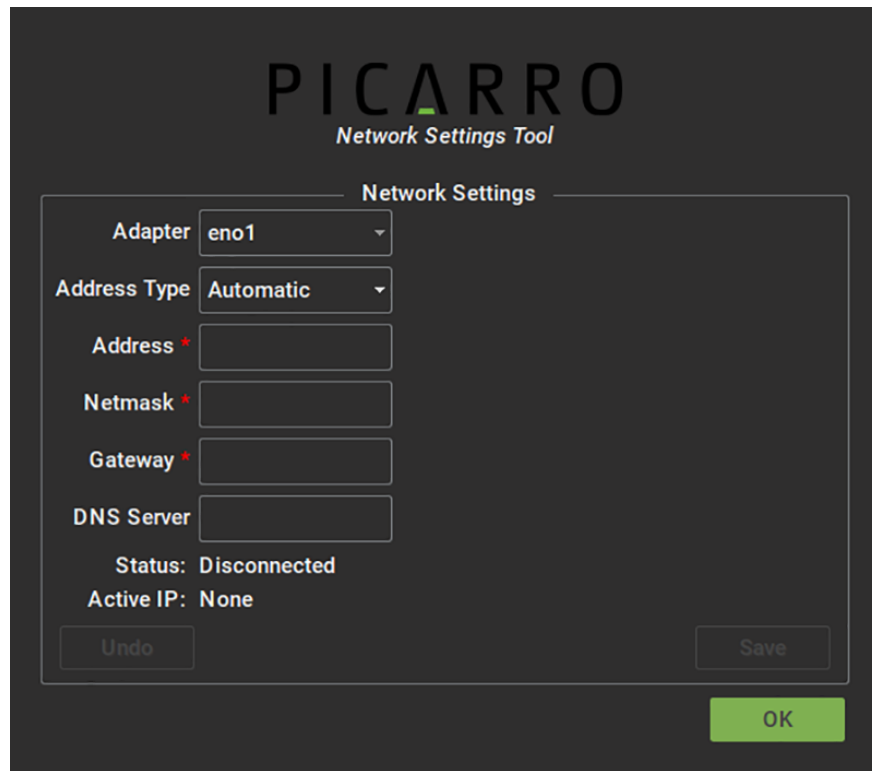 PICARRO
Network Settings Tool
Network Settings
Adapter eno1
Address Type Automatic
Address *
Netmask *
Gateway *
DNS Server
Status: Disconnected
Active IP: None
Undo Save
OK